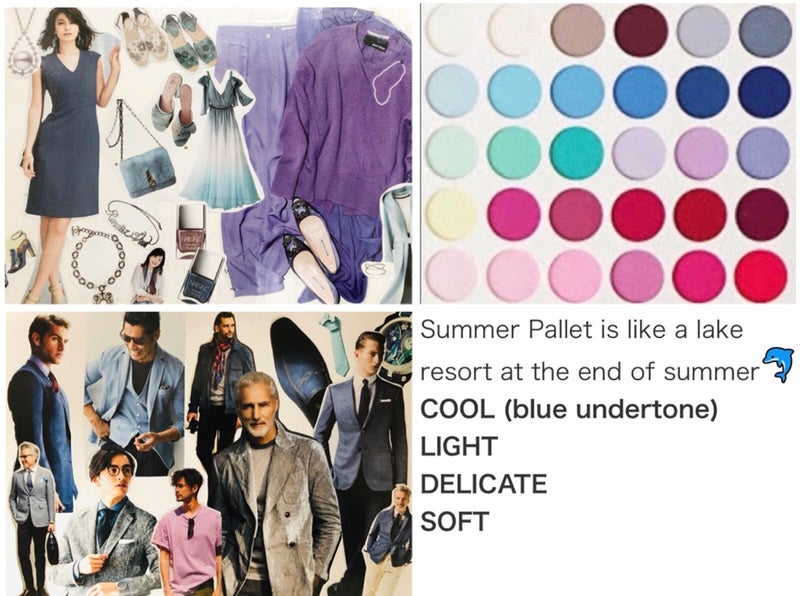 Summer Pallet is like a lake
resort at the end of summer🐬
COOL (blue undertone)
LIGHT
DELICATE
SOFT